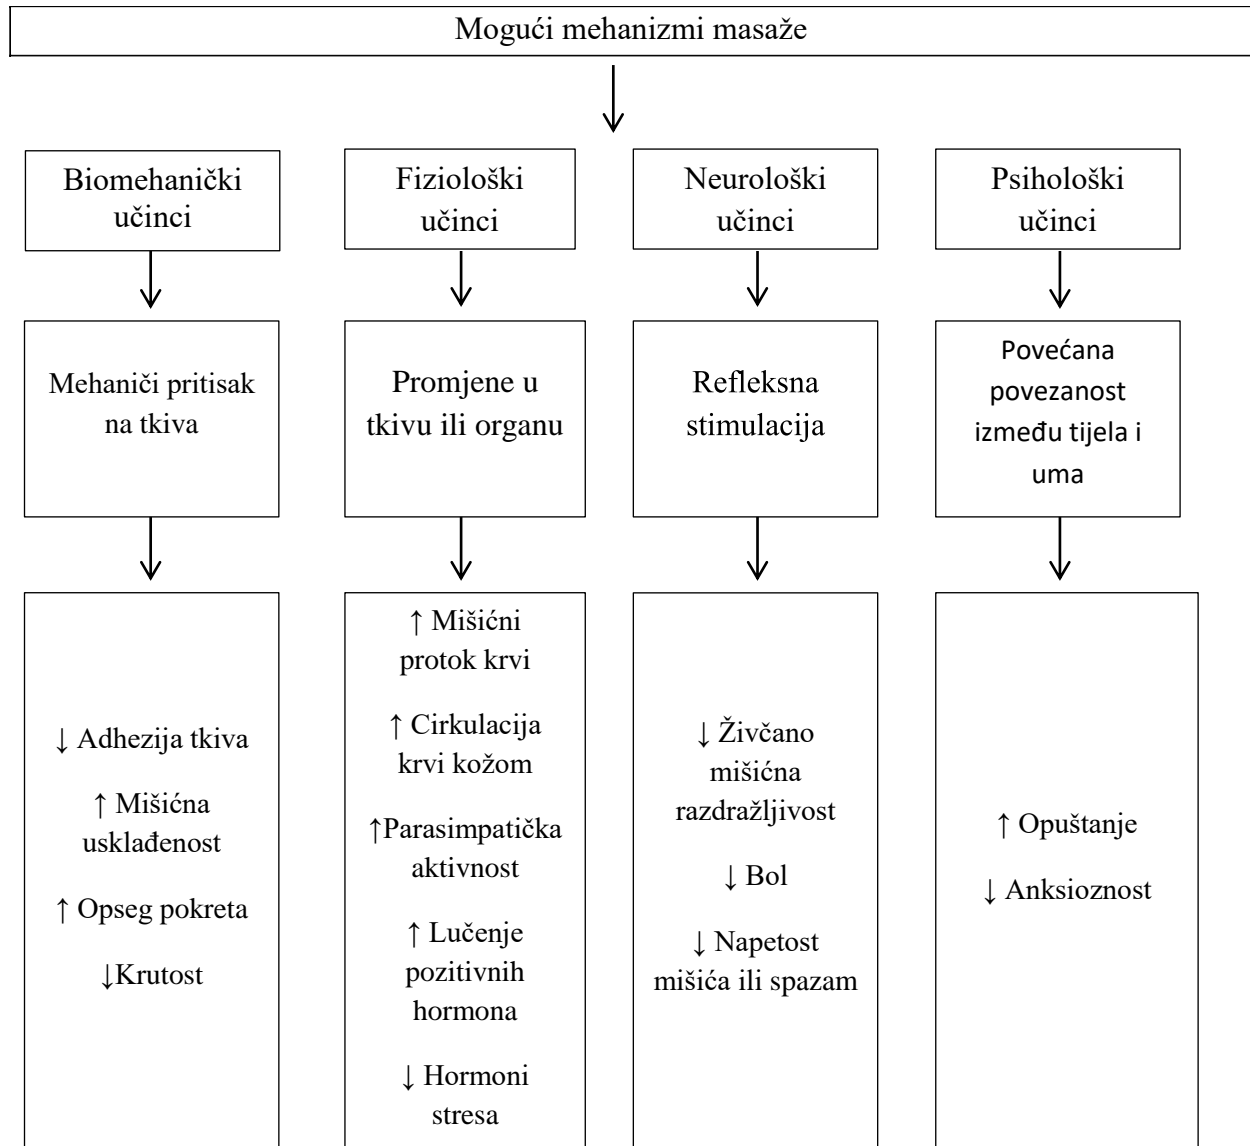 Mogući mehanizmi masaže
Biomehanički
učinci
Fiziološki
učinci
Neurološki
učinci
Psihološki
učinci
Mehaniči pritisak
na tkiva
Promjene u
tkivu ili organu
Refleksna
stimulacija
Povećana
povezanost
između tijela i
uma
↓ Adhezija tkiva
↑ Mišićna
usklađenost
↑ Opseg pokreta
↓Krutost
↑ Mišićni
protok krvi
↑ Cirkulacija
krvi kožom
↑Parasimpatička
aktivnost
↑ Lučenje
pozitivnih
hormona
↓ Hormoni
stresa
↓ Živčano
mišićna
razdražljivost
↓ Bol
↓ Napetost
mišića ili spazam
↑ Opuštanje
↓ Anksioznost